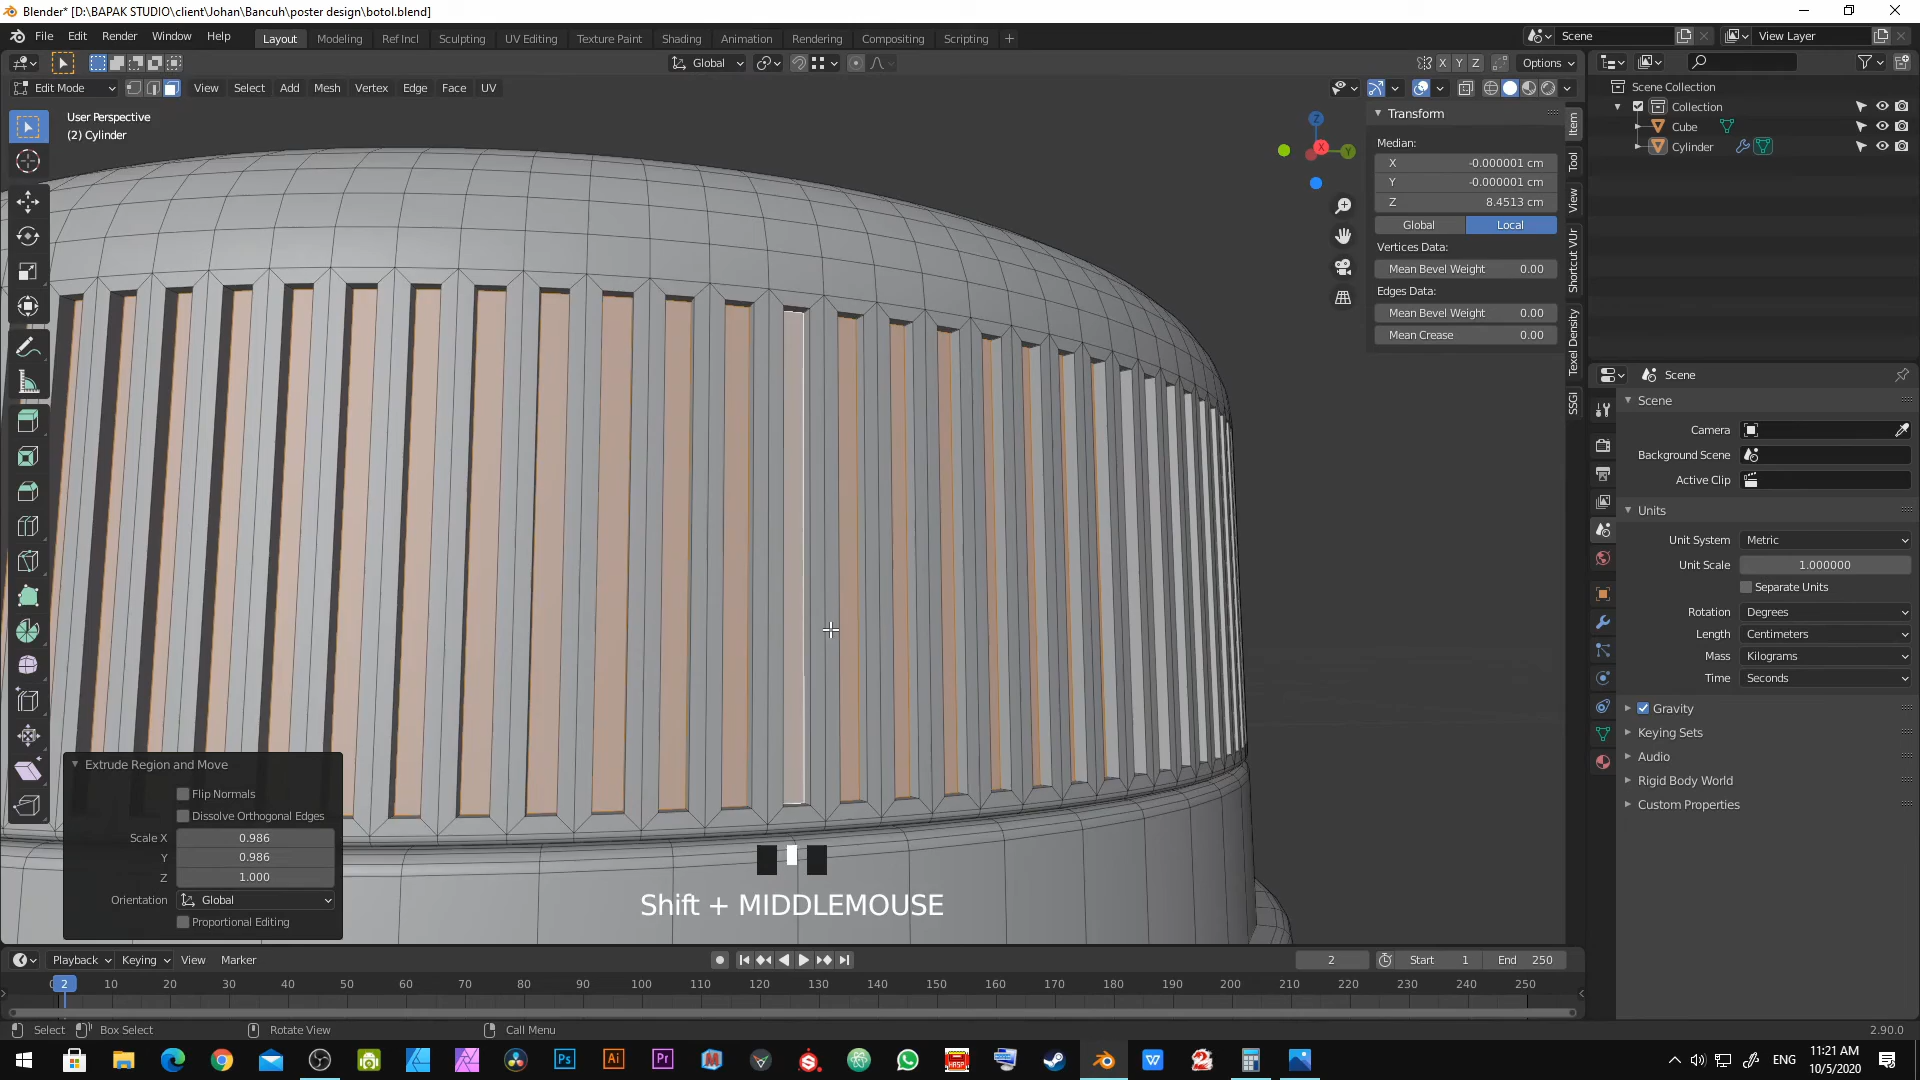 Blender* [D:\BAPAK STUDIO\client\Johan\Bancuh\poster design\botol.blend]
File Edit Render Window Help Layout Modeling Ref Incl Sculpting UV Editing Texture Paint Shading Animation Rendering Compositing Scripting + Scene View Layer
Global X Y Z Options
Edit Mode View Select Add Mesh Vertex Edge Face UV
User Perspective
(2) Cylinder
Z
X
Y
Transform
Median:
X -0.000001 cm
Y -0.000001 cm
Z 8.4513 cm
Global Local
Vertices Data:
Mean Bevel Weight 0.00
Edges Data:
Mean Bevel Weight 0.00
Mean Crease 0.00
Item
Tool
View
Shortcut VUr
Texel Density
SSGI
Scene Collection
Collection
Cube
Cylinder
Scene
Scene
Camera
Background Scene
Active Clip
Units
Unit System Metric
Unit Scale 1.000000
Separate Units
Rotation Degrees
Length Centimeters
Mass Kilograms
Time Seconds
Gravity
Keying Sets
Audio
Rigid Body World
Custom Properties
Extrude Region and Move
Flip Normals
Dissolve Orthogonal Edges
Scale X 0.986
Y 0.986
Z 1.000
Orientation Global
Proportional Editing
Shift + MIDDLEMOUSE
Playback Keying View Marker 2 Start 1 End 250
2 10 20 30 40 50 60 70 80 90 100 110 120 130 140 150 160 170 180 190 200 210 220 230 240 250
Select Box Select Rotate View Call Menu 2.90.0
Ps Ai Pr W ENG 11:21 AM
10/5/2020